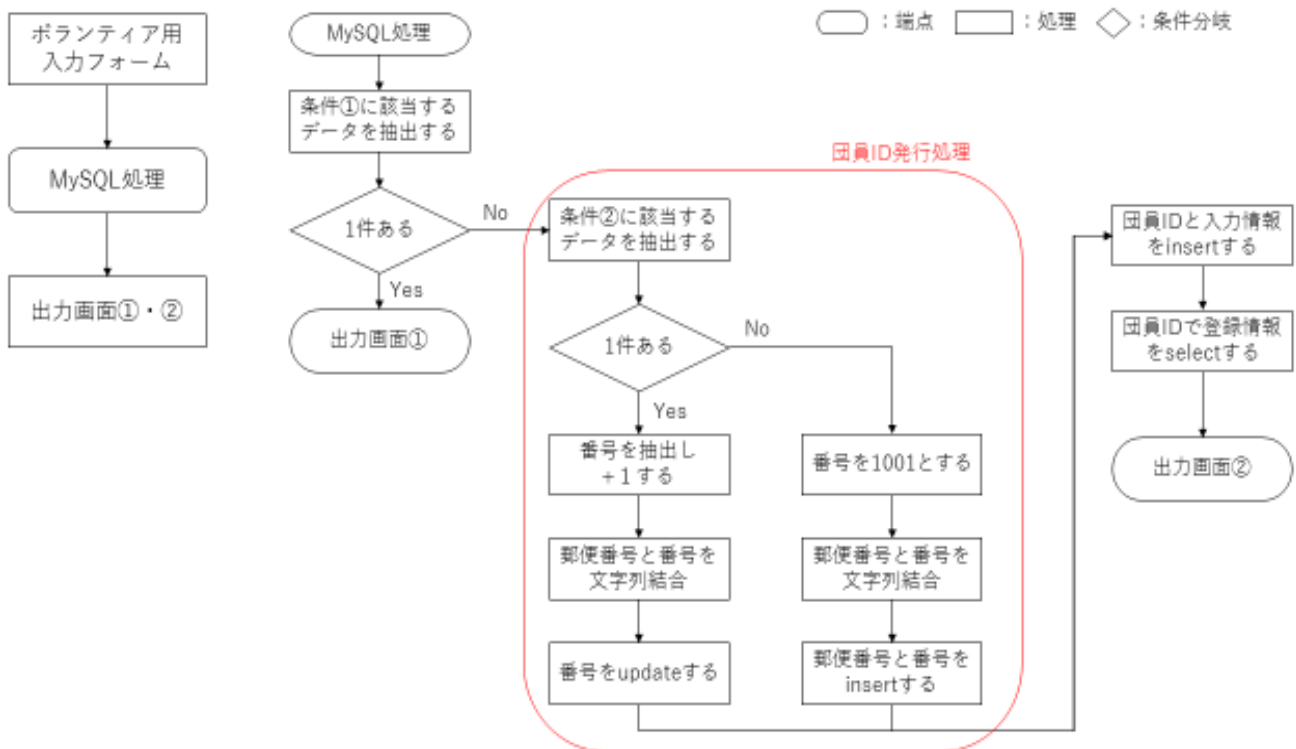 ボランティア用
入力フォーム
MySQL処理
出力画面①・②
MySQL処理
条件①に該当する
データを抽出する
1件ある
No
Yes
出力画面①
：端点
：処理
：条件分岐
団員ID発行処理
条件②に該当する
データを抽出する
1件ある
No
Yes
番号を抽出し
+１する
郵便番号と番号を
文字列結合
番号をupdateする
番号を1001とする
郵便番号と番号を
文字列結合
郵便番号と番号を
insertする
団員IDと入力情報
をinsertする
団員IDで登録情報
をselectする
出力画面②